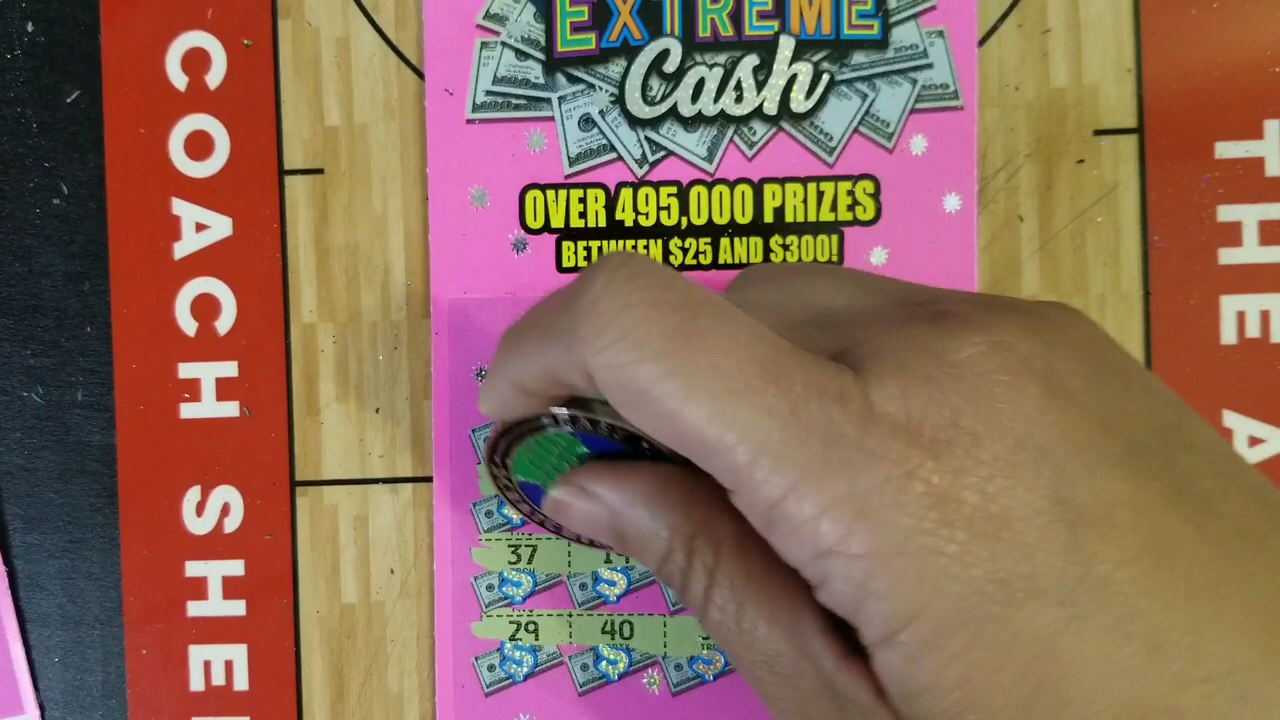 EXTREME
Cash
OVER 495,000 PRIZES
BETWEEN $25 AND $300!
COACH SHE
THE A
37
29 40